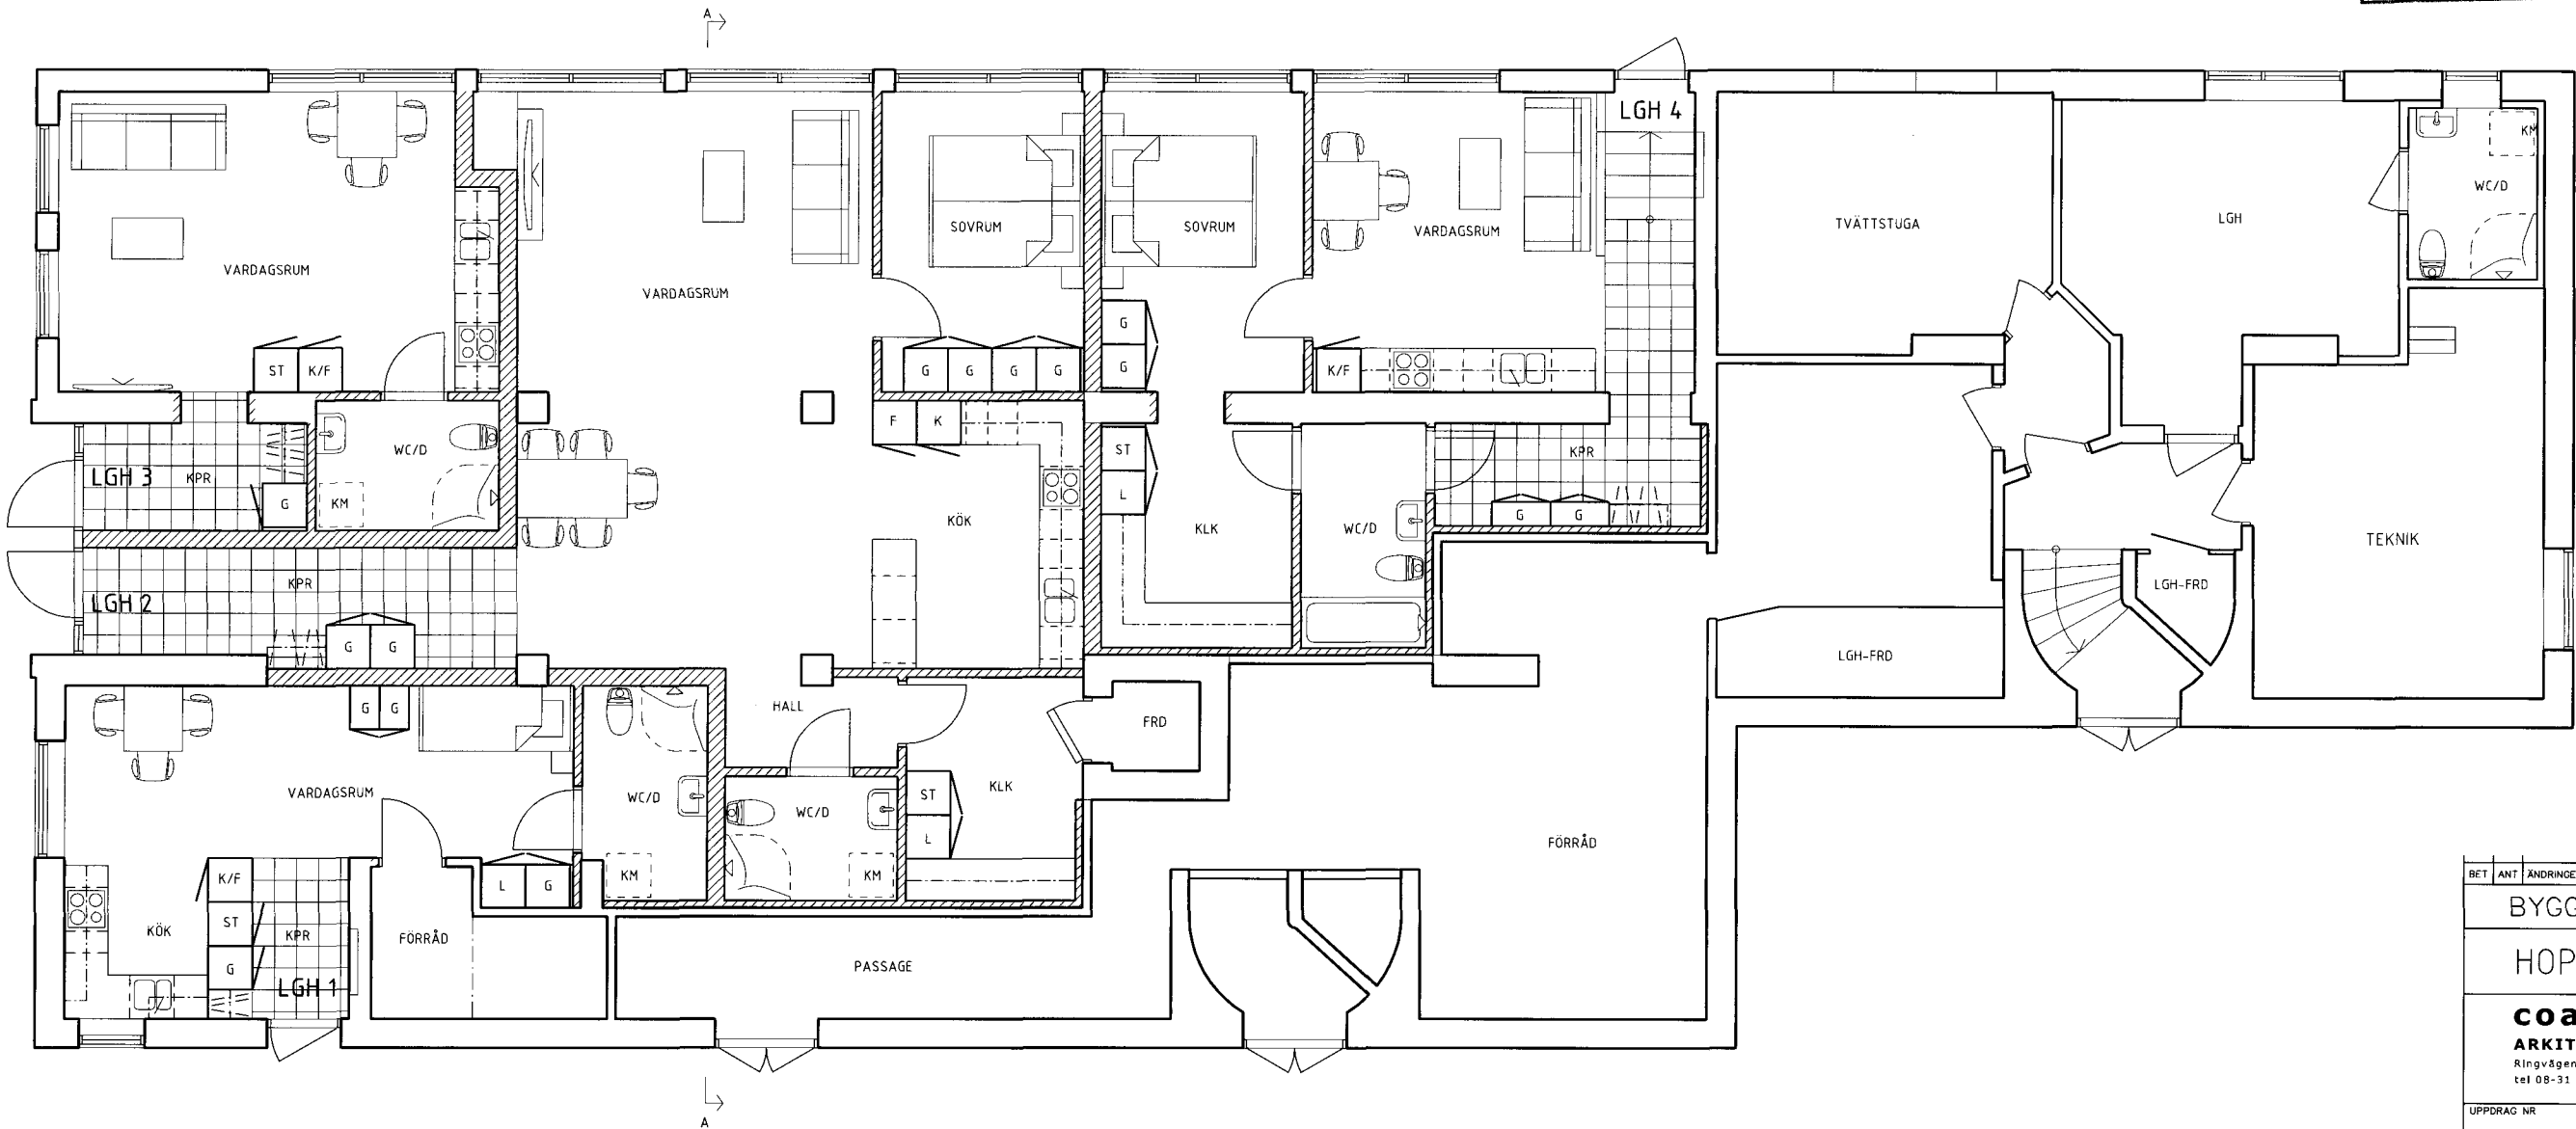 A
LGH 4
KM
WC/D
SOVRUM
SOVRUM
VARDAGSRUM
TVÄTTSTUGA
LGH
VARDAGSRUM
VARDAGSRUM
G
G
ST
K/F
G
G
G
G
K/F
F
K
ST
L
WC/D
KPR
LGH 3
KPR
G
KM
KÖK
KLK
WC/D
G
G
TEKNIK
KPR
LGH 2
G
G
LGH-FRD
LGH-FRD
G
G
HALL
FRD
VARDAGSRUM
WC/D
WC/D
ST
KLK
L
FÖRRÅD
K/F
L
G
KM
KM
ST
KÖK
KPR
FÖRRÅD
G
LGH 1
PASSAGE
A
BET
ANT
ÄNDRINGE
BYGG
HOP
coa
ARKIT
Ringvägen
tel 08-31
UPPDRAG NR